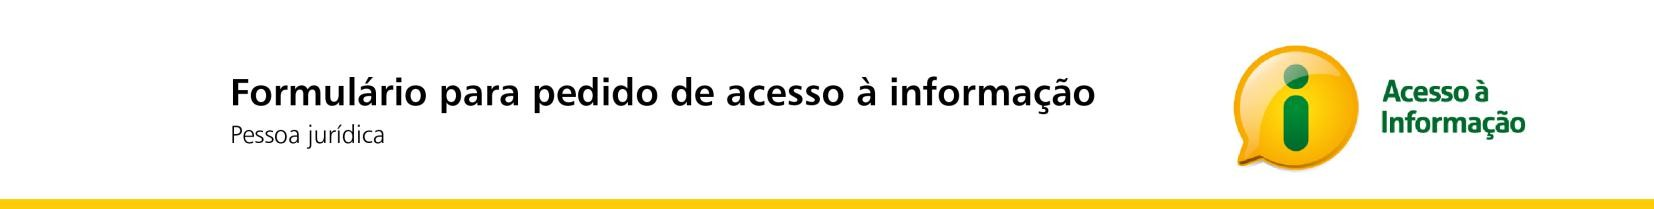 Formulário para pedido de acesso à informação
Pessoa jurídica
Acesso à
Informação